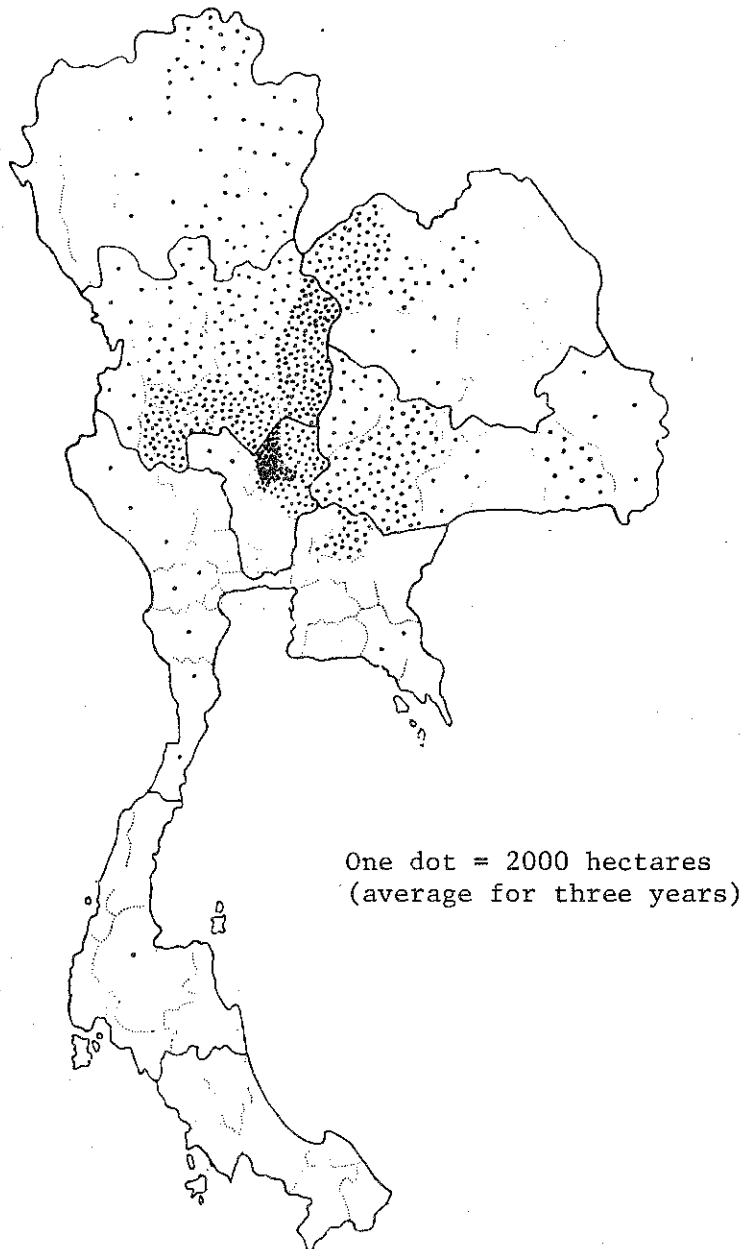 One dot = 2000 hectares
(average for three years)